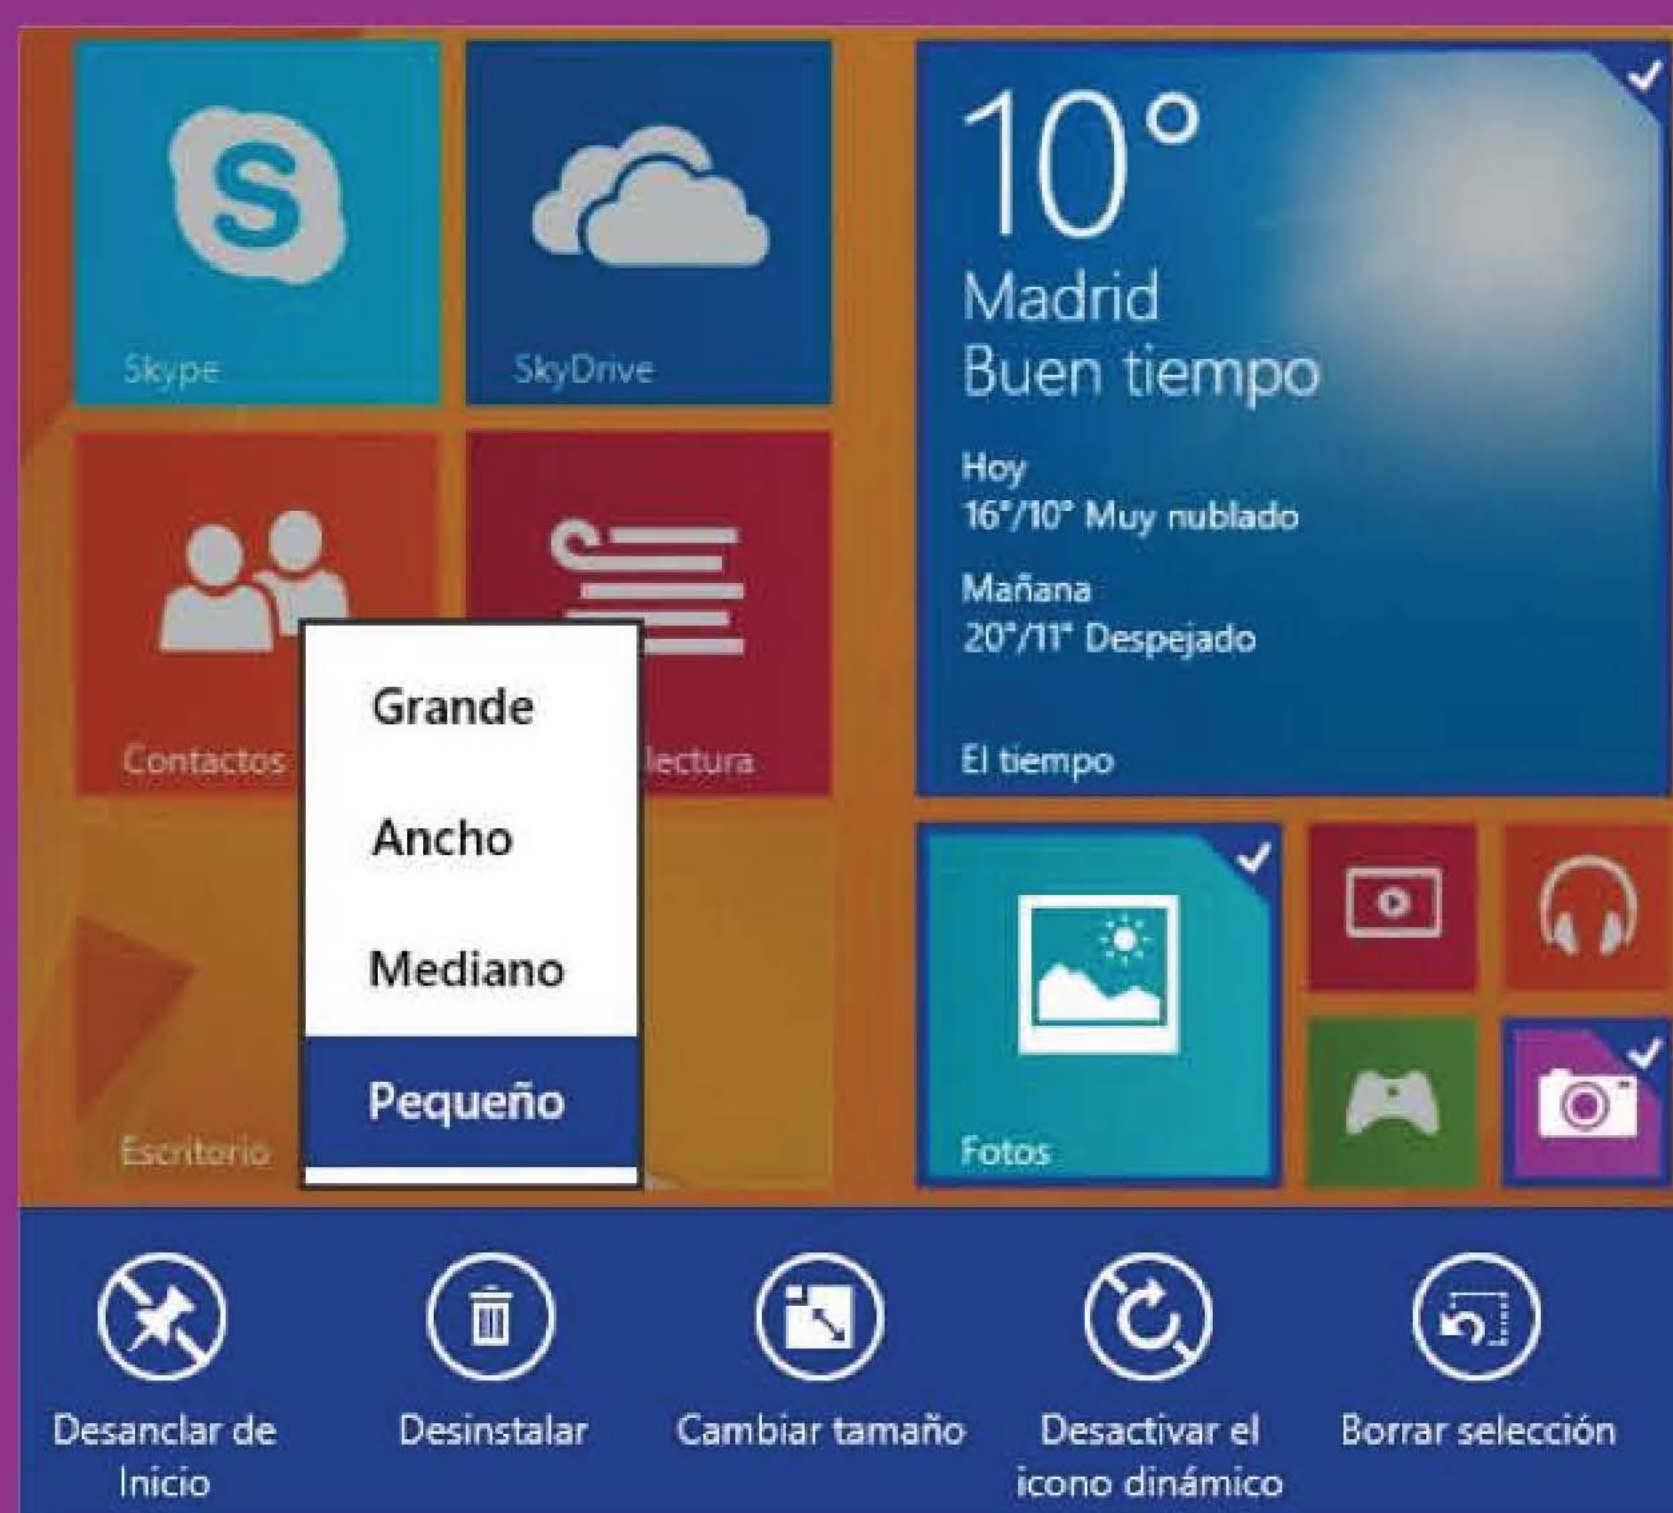 Skype
SkyDrive
10°
Madrid
Buen tiempo
Hoy
16°/10° Muy nublado
Mañana
20°/11° Despejado
El tiempo
Contactos
lectura
Grande
Ancho
Mediano
Pequeño
Escritorio
Fotos
Desanclar de
Inicio
Desinstalar
Cambiar tamaño
Desactivar el
icono dinámico
Borrar selección